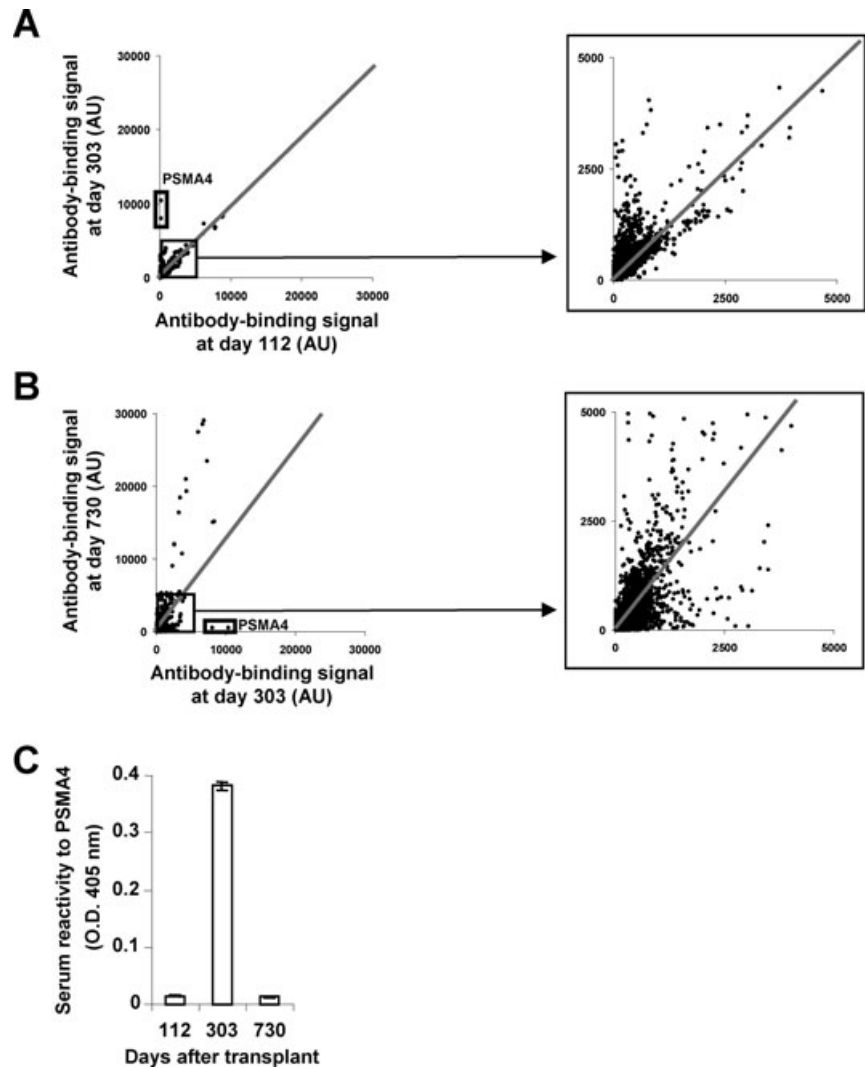 A
Antibody-binding signal
at day 303 (AU)
30000
20000
10000
0
PSMA4
0 10000 20000 30000
Antibody-binding signal
at day 112 (AU)
5000
2500
0
0 2500 5000
B
Antibody-binding signal
at day 730 (AU)
30000
20000
10000
0
PSMA4
0 10000 20000 30000
Antibody-binding signal
at day 303 (AU)
5000
2500
0
0 2500 5000
C
Serum reactivity to PSMA4
(O.D. 405 nm)
0.4
0.3
0.2
0.1
0
112 303 730
Days after transplant